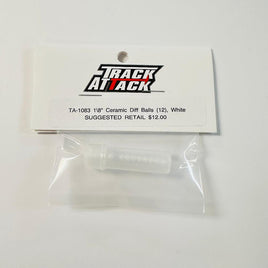 TRACK
ATTACK
TA-1083 1\8" Ceramic Diff Balls (12), White
SUGGESTED RETAIL $12.00